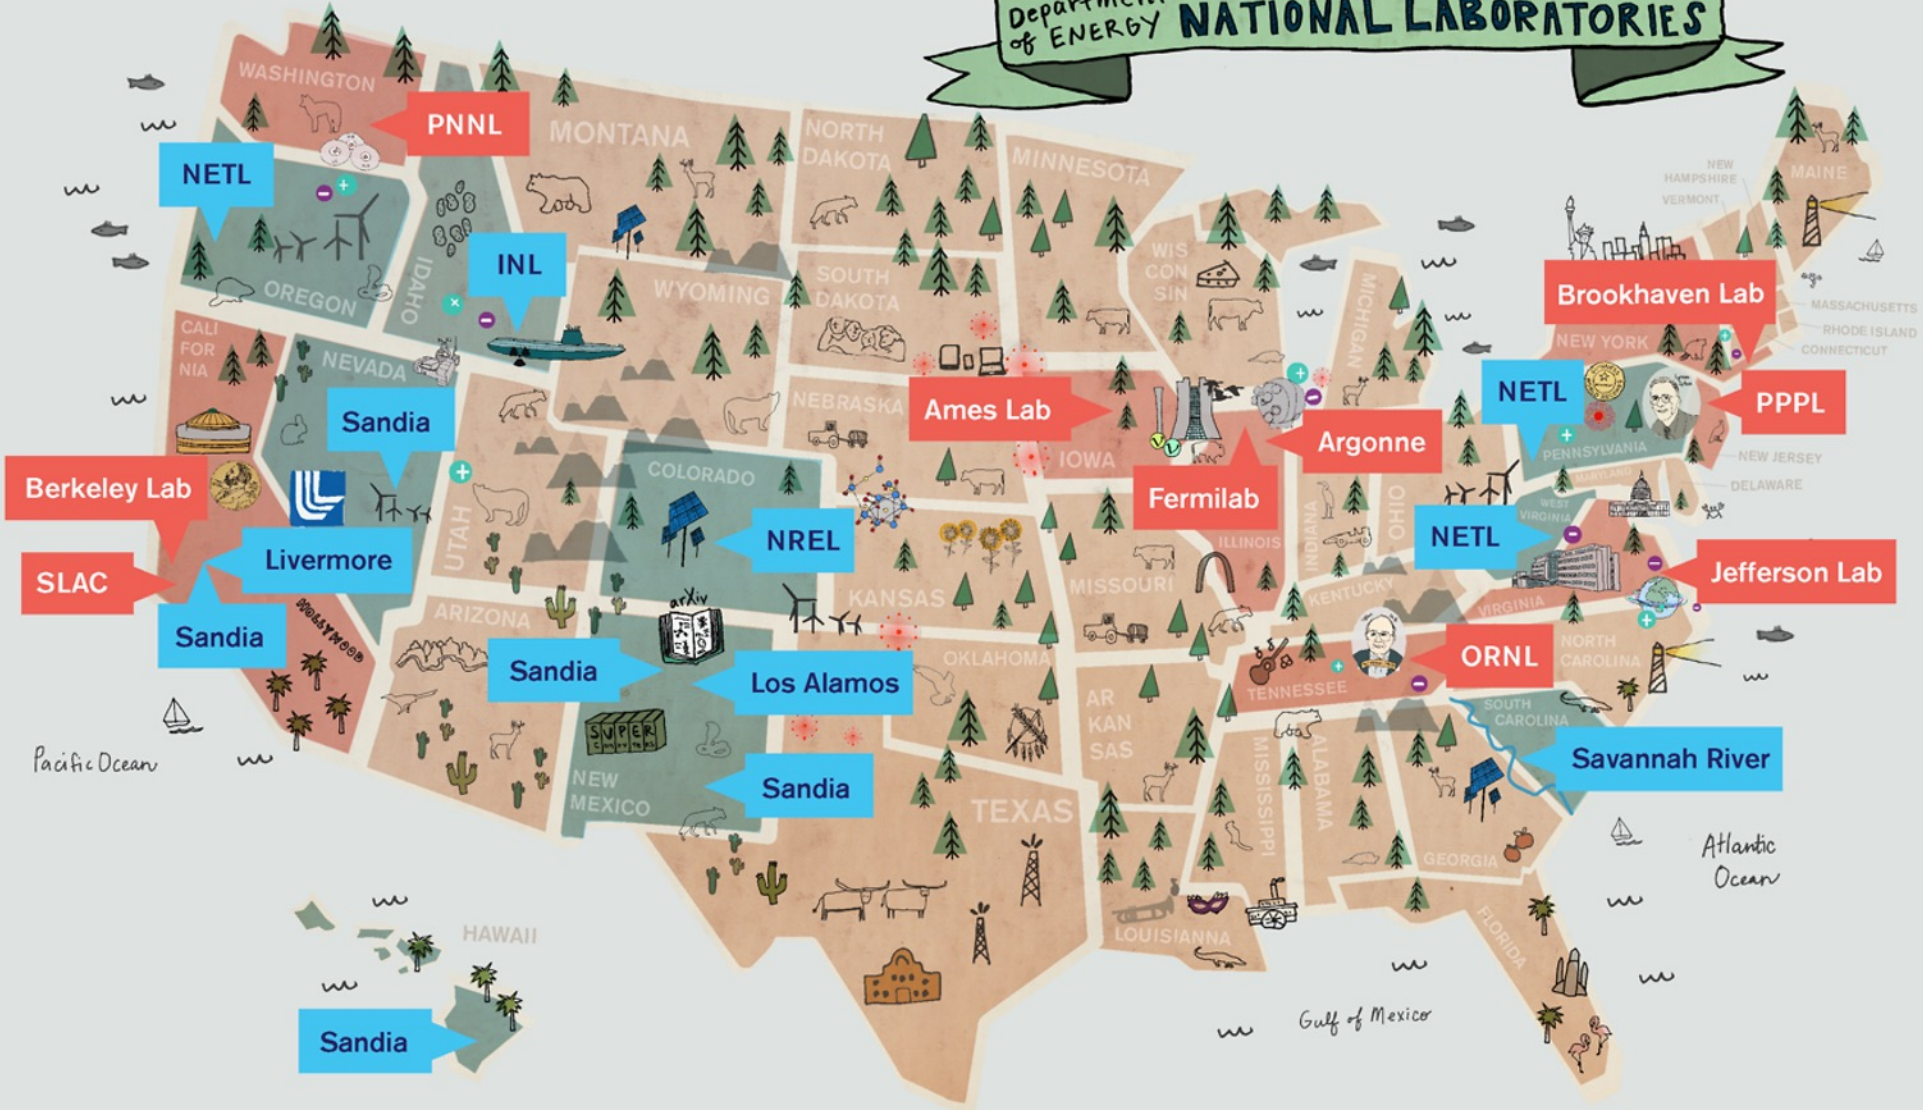 Department
of ENERGY
NATIONAL LABORATORIES
WASHINGTON
PNNL
MONTANA
NORTH
DAKOTA
MINNESOTA
NEW
HAMPSHIRE
VERMONT
MAINE
NETL
OREGON
IDAHO
INL
WYOMING
SOUTH
DAKOTA
WIS
CON
SIN
MICHIGAN
Brookhaven Lab
MASSACHUSETTS
RHODE ISLAND
CONNECTICUT
NEW YORK
CALI
FOR
NIA
NEVADA
Sandia
NEBRASKA
Ames Lab
IOWA
Argonne
Fermilab
NETL
PPPL
PENNSYLVANIA
NEW JERSEY
MARYLAND
DELAWARE
Berkeley Lab
Livermore
SLAC
Sandia
UTAH
COLORADO
NREL
ILLINOIS
INDIANA
OHIO
NETL
WEST
VIRGINIA
Jefferson Lab
HOLLYWOOD
ARIZONA
arXiv
KANSAS
MISSOURI
KENTUCKY
VIRGINIA
Sandia
Los Alamos
OKLAHOMA
TENNESSEE
ORNL
NORTH
CAROLINA
SUPER
NEW
MEXICO
Sandia
AR
KAN
SAS
MISSISSIPPI
ALABAMA
SOUTH
CAROLINA
Savannah River
Pacific Ocean
TEXAS
GEORGIA
Atlantic
Ocean
HAWAII
Sandia
LOUISIANNA
FLORIDA
Gulf of Mexico